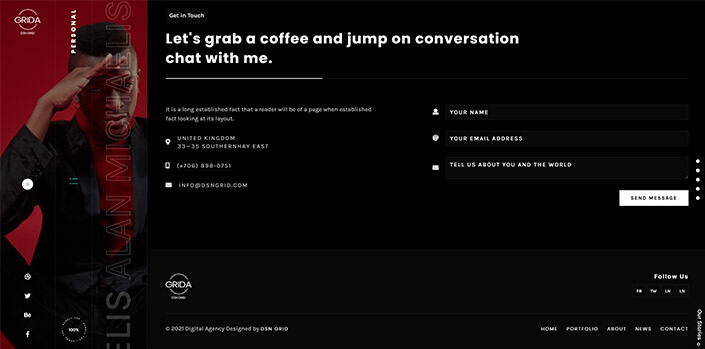 GRIDA
DSN GRID
PERSONAL
ELIS ALAN MICHAELIS
100%
Get in Touch
Let's grab a coffee and jump on conversation
chat with me.
It is a long established fact that a reader will be of a page when established
fact looking at its layout.
UNITED KINGDOM
33—35 SOUTHERNHAY EAST
(+706) 898-0751
INFO@DSNGRID.COM
YOUR NAME
YOUR EMAIL ADDRESS
TELL US ABOUT YOU AND THE WORLD
SEND MESSAGE
GRIDA
DSN GRID
Follow Us
FB TW LN LN
© 2021 Digital Agency Designed by DSN GRID
HOME PORTFOLIO ABOUT NEWS CONTACT
Our Stories